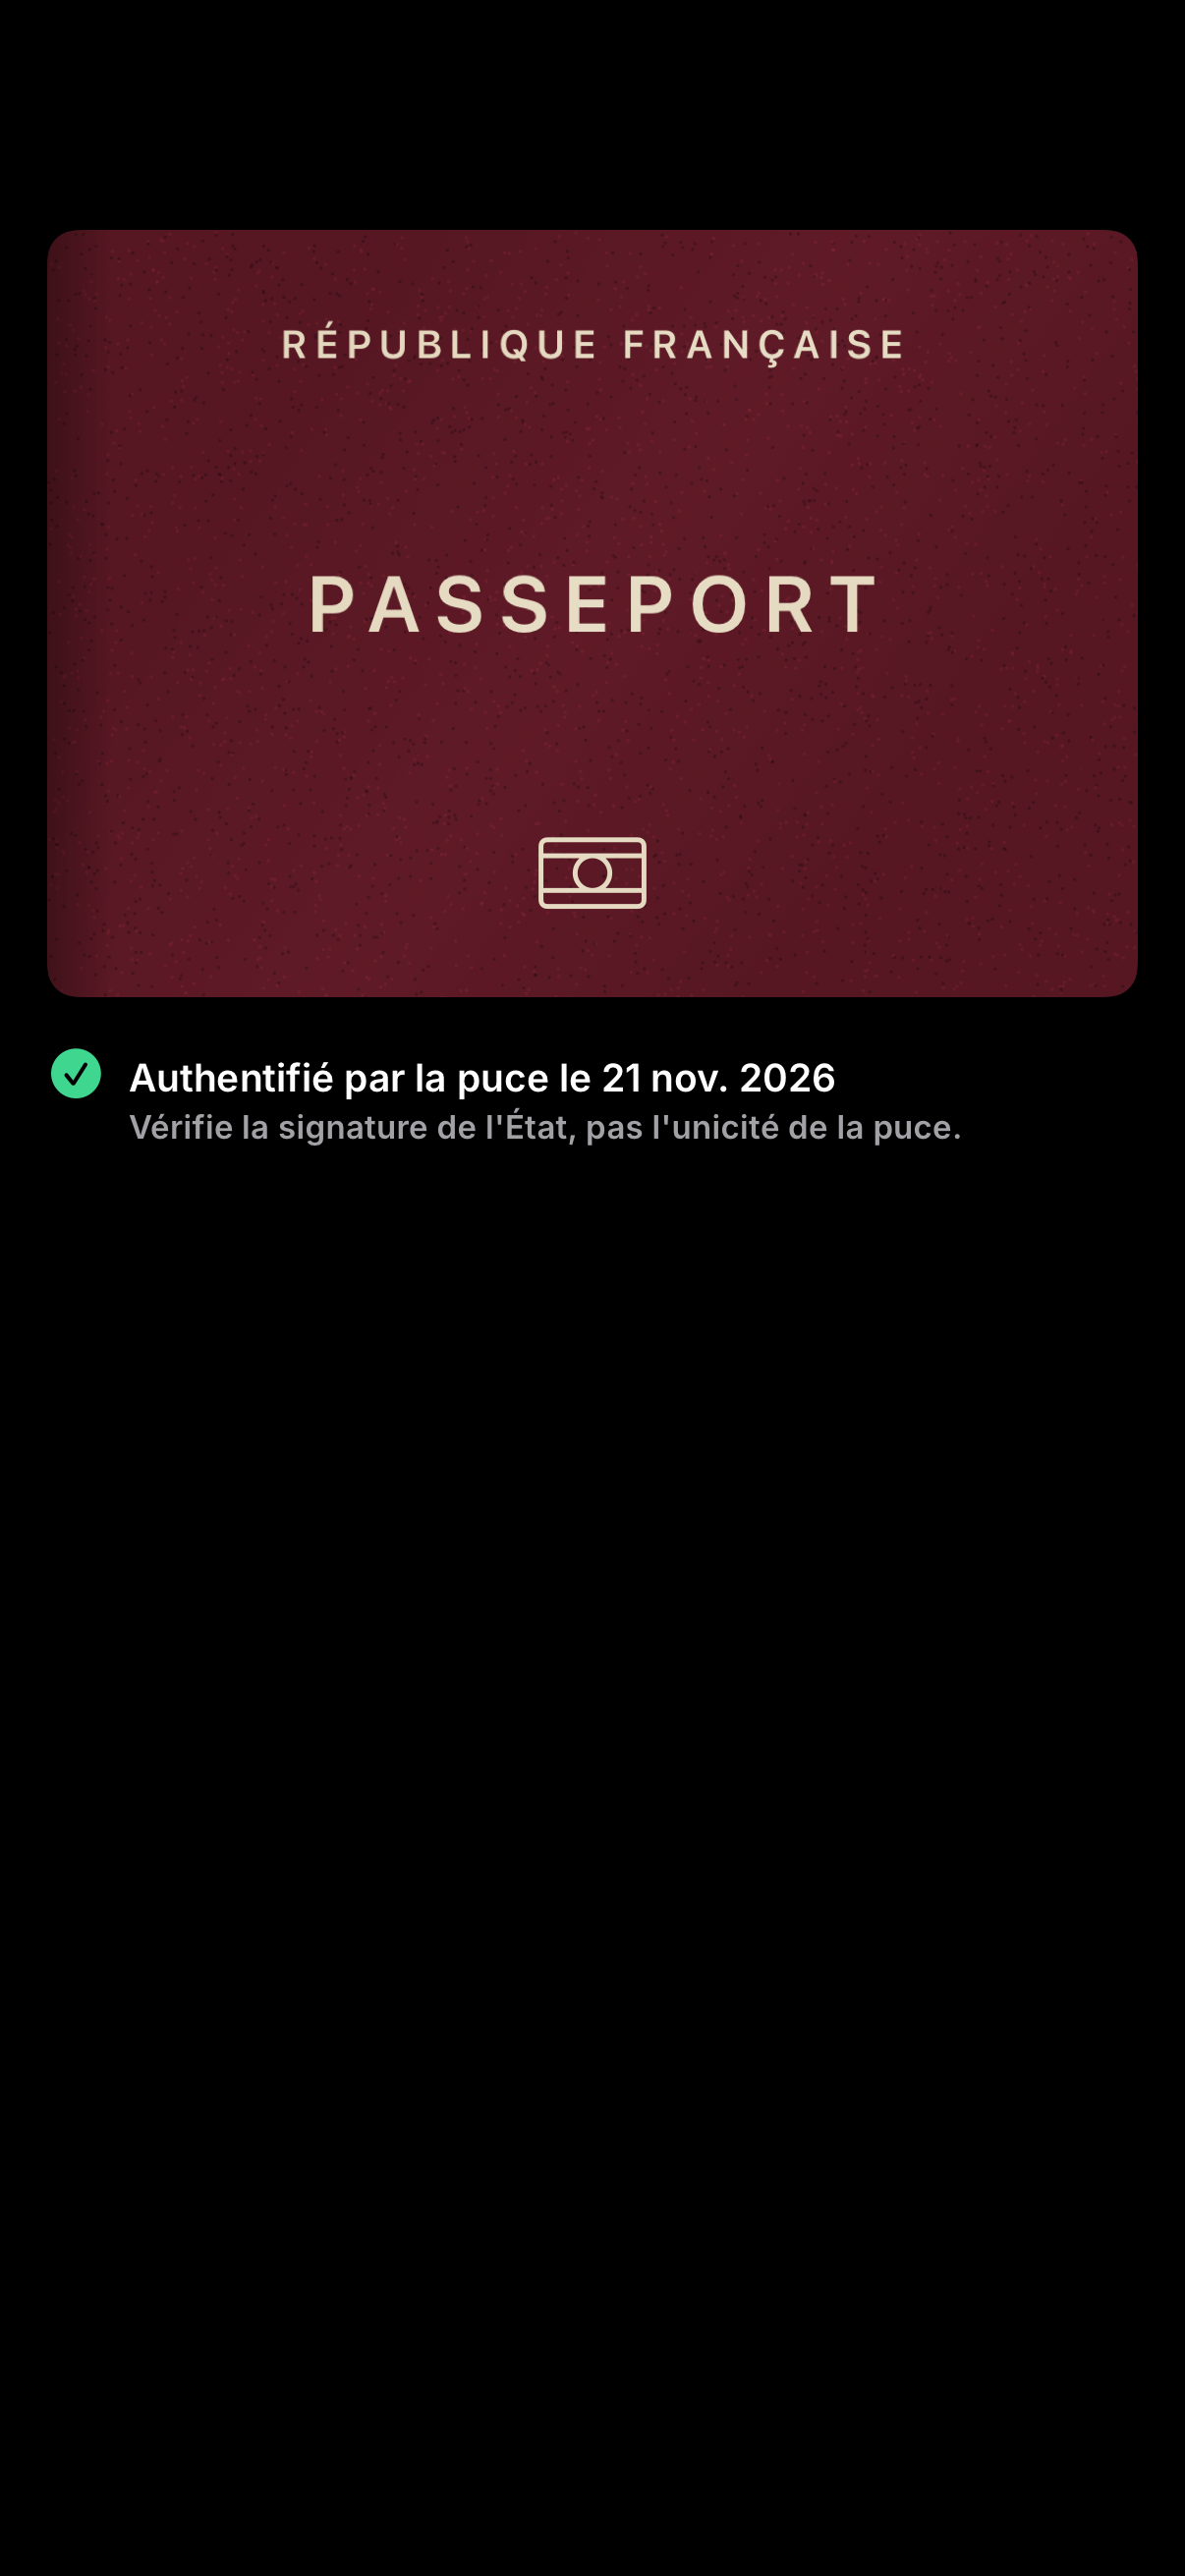 RÉPUBLIQUE FRANÇAISE
PASSEPORT
Authentifié par la puce le 21 nov. 2026
Vérifie la signature de l'État, pas l'unicité de la puce.